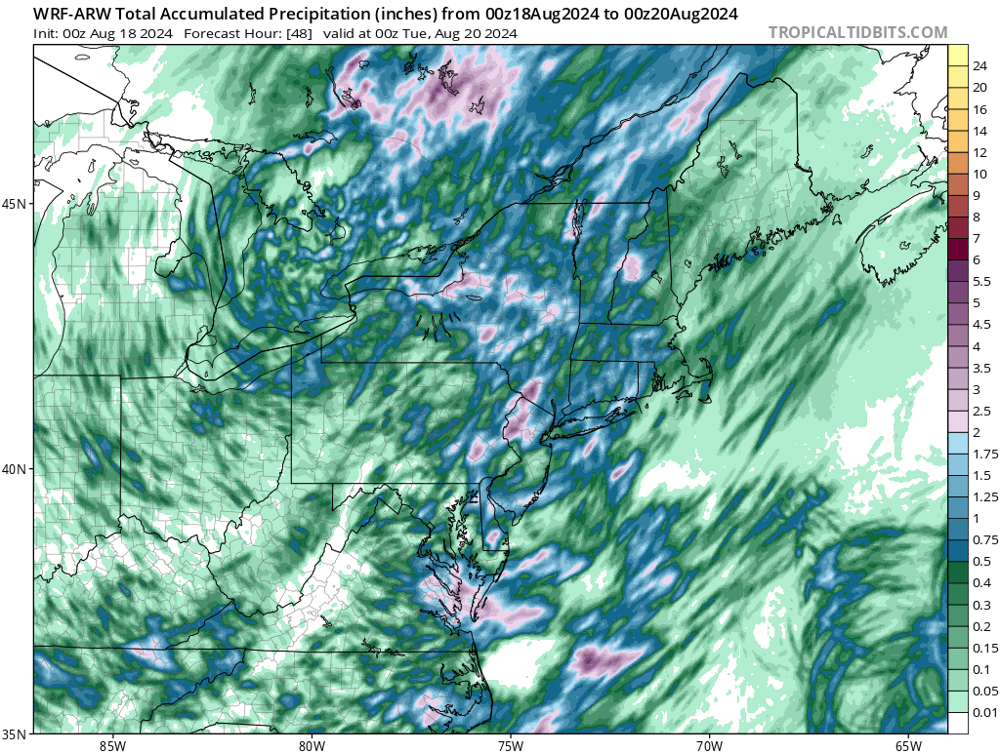 WRF-ARW Total Accumulated Precipitation (inches) from 00z18Aug2024 to 00z20Aug2024
Init: 00z Aug 18 2024 Forecast Hour: [48] valid at 00z Tue, Aug 20 2024
TROPICALTIDBITS.COM
24
20
16
14
12
10
9
8
7
6
5.5
5
4.5
4
3.5
3
2.5
2
1.75
1.5
1.25
1
0.75
0.5
0.4
0.3
0.2
0.15
0.1
0.05
0.01
45N
40N
35N
85W
80W
75W
70W
65W